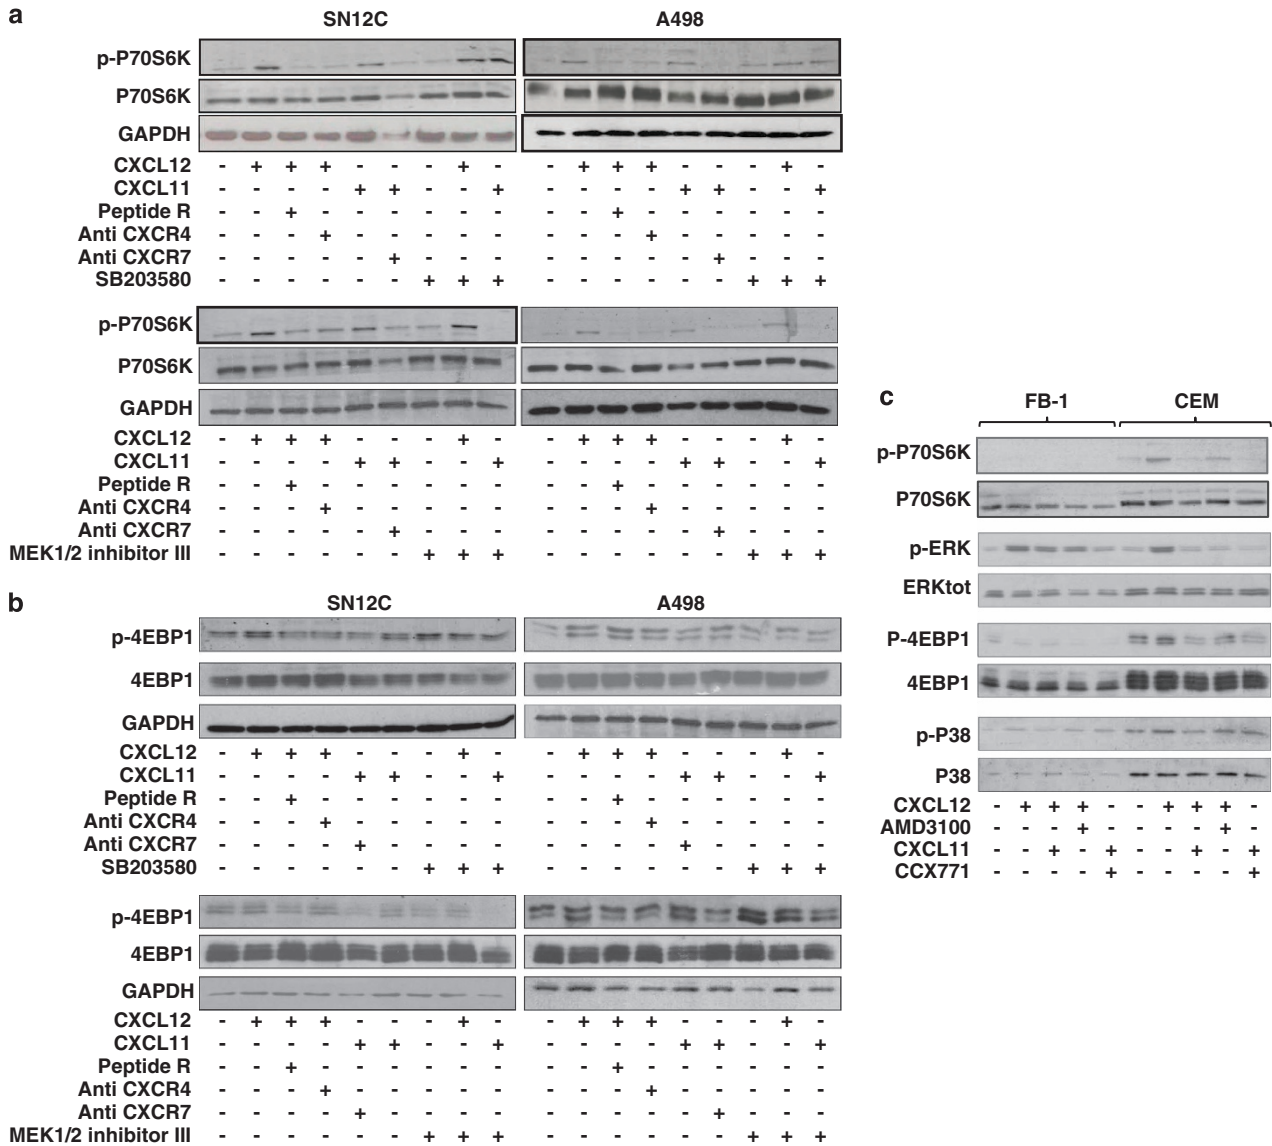 a
SN12C A498
p-P70S6K
P70S6K
GAPDH
CXCL12 - + + + - - - + - - + + + - - - + -
CXCL11 - - - - + + - - + - - - - + + - - +
Peptide R - - + - - - - - - - - + - - - - - -
Anti CXCR4 - - - + - - - - - - - - + - - - - -
Anti CXCR7 - - - - - + - - - - - - - - + - - -
SB203580 - - - - - - + + + - - - - - - + + +
p-P70S6K
P70S6K
GAPDH
CXCL12 - + + + - - - + - - + + + - - - + -
CXCL11 - - - - + + - - + - - - - + + - - +
Peptide R - - + - - - - - - - - + - - - - - -
Anti CXCR4 - - - + - - - - - - - - + - - - - -
Anti CXCR7 - - - - - + - - - - - - - - + - - -
MEK1/2 inhibitor III - - - - - - + + + - - - - - - + + +
b
SN12C A498
p-4EBP1
4EBP1
GAPDH
CXCL12 - + + + - - - + - - + + + - - - + -
CXCL11 - - - - + + - - + - - - - + + - - +
Peptide R - - + - - - - - - - - + - - - - - -
Anti CXCR4 - - - + - - - - - - - - + - - - - -
Anti CXCR7 - - - - + - - - - - - - - + - - - -
SB203580 - - - - - - + + + - - - - - - + + +
p-4EBP1
4EBP1
GAPDH
CXCL12 - + + + - - - + - - + + + - - - + -
CXCL11 - - - - + + - - + - - - - + + - - +
Peptide R - - + - - - - - - - - + - - - - - -
Anti CXCR4 - - - + - - - - - - - - + - - - - -
Anti CXCR7 - - - - + - - - - - - - - - + - - -
MEK1/2 inhibitor III - - - - - - + + + - - - - - - + + +
c
FB-1 CEM
p-P70S6K
P70S6K
p-ERK
ERKtot
P-4EBP1
4EBP1
p-P38
P38
CXCL12 - + + + - - + + + -
AMD3100 - - - + - - - - + -
CXCL11 - - + - + - - + - +
CCX771 - - - - + - - - - +